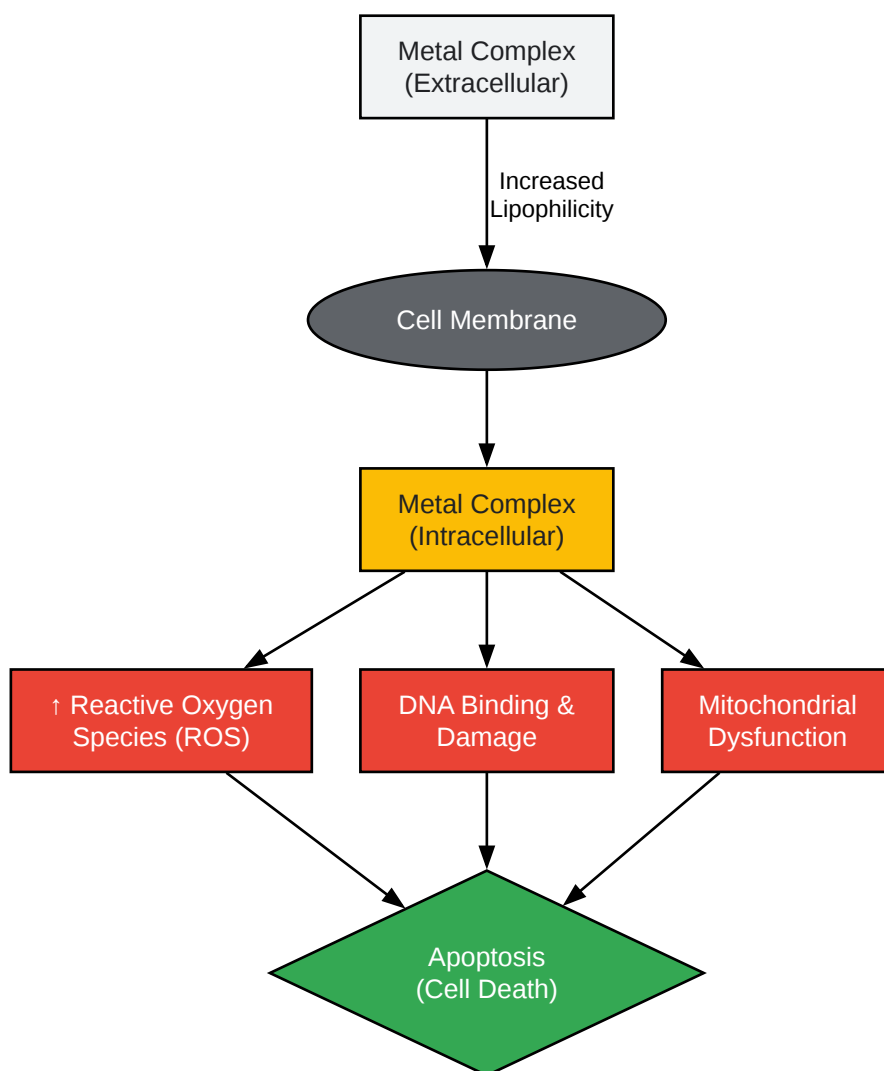 Metal Complex
(Extracellular)
Increased
Lipophilicity
Cell Membrane
Metal Complex
(Intracellular)
↑ Reactive Oxygen
Species (ROS)
DNA Binding &
Damage
Mitochondrial
Dysfunction
Apoptosis
(Cell Death)